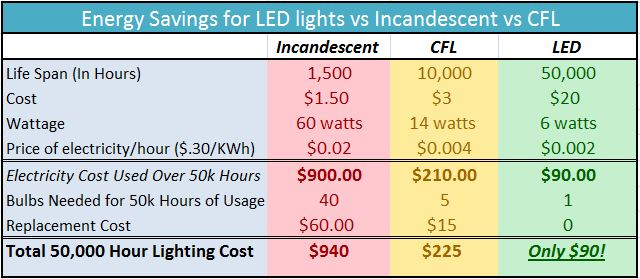 Energy Savings for LED lights vs Incandescent vs CFL
Incandescent CFL LED
Life Span (In Hours) 1,500 10,000 50,000
Cost $1.50 $3 $20
Wattage 60 watts 14 watts 6 watts
Price of electricity/hour ($.30/KWh) $0.02 $0.004 $0.002
Electricity Cost Used Over 50k Hours $900.00 $210.00 $90.00
Bulbs Needed for 50k Hours of Usage 40 5 1
Replacement Cost $60.00 $15 0
Total 50,000 Hour Lighting Cost $940 $225 Only $90!